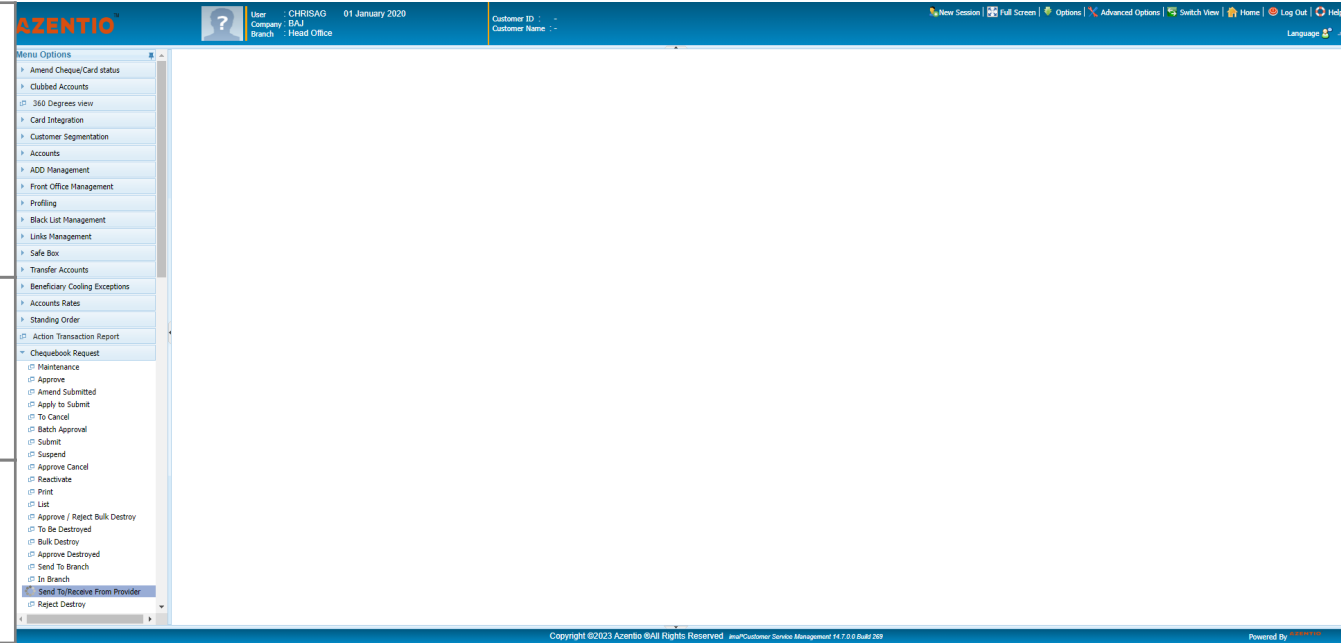 AZENTIO
User : CHRISAG 01 January 2020
Company : BAJ
Branch : Head Office
Customer ID : -
Customer Name : -
New Session | Full Screen | Options | Advanced Options | Switch View | Home | Log Out | Help
Language
Menu Options
Amend Cheque/Card status
Clubbed Accounts
360 Degrees view
Card Integration
Customer Segmentation
Accounts
ADD Management
Front Office Management
Profiling
Black List Management
Links Management
Safe Box
Transfer Accounts
Beneficiary Cooling Exceptions
Accounts Rates
Standing Order
Action Transaction Report
Chequebook Request
Maintenance
Approve
Amend Submitted
Apply to Submit
To Cancel
Batch Approval
Submit
Suspend
Approve Cancel
Reactivate
Print
List
Approve / Reject Bulk Destroy
To Be Destroyed
Bulk Destroy
Approve Destroyed
Send To Branch
In Branch
Send To/Receive From Provider
Reject Destroy
Copyright ©2023 Azentio ®All Rights Reserved imal®Customer Service Management 14.7.0.0 Build 269
Powered By AZENTIO